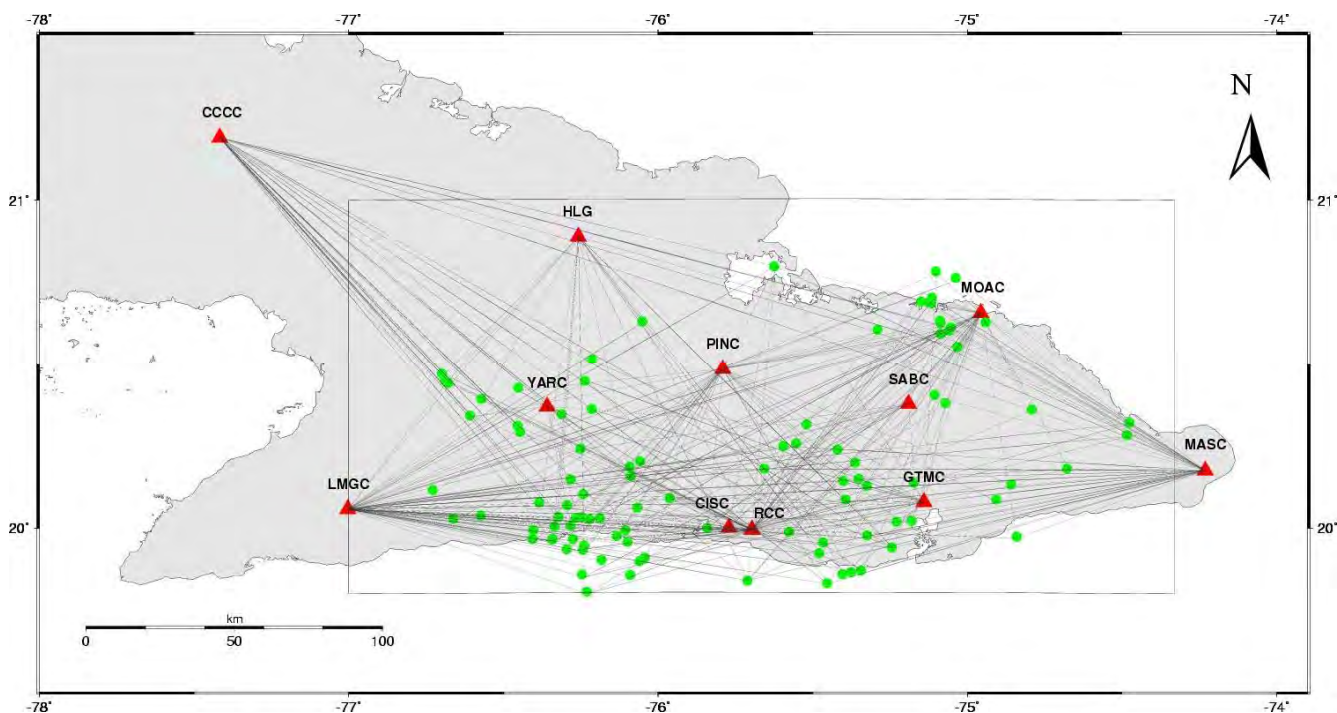 -78° -77° -76° -75° -74°
N
CCCC
21° 21°
HLG
MOAC
PINC
SABC
YARC
MASC
LMGC GTMC
CISC RCC
20° 20°
km
0 50 100
-78° -77° -76° -75° -74°